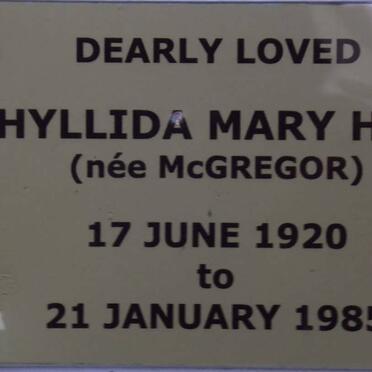 DEARLY LOVED
HYLLIDA MARY H
(née McGREGOR)
17 JUNE 1920
to
21 JANUARY 1985